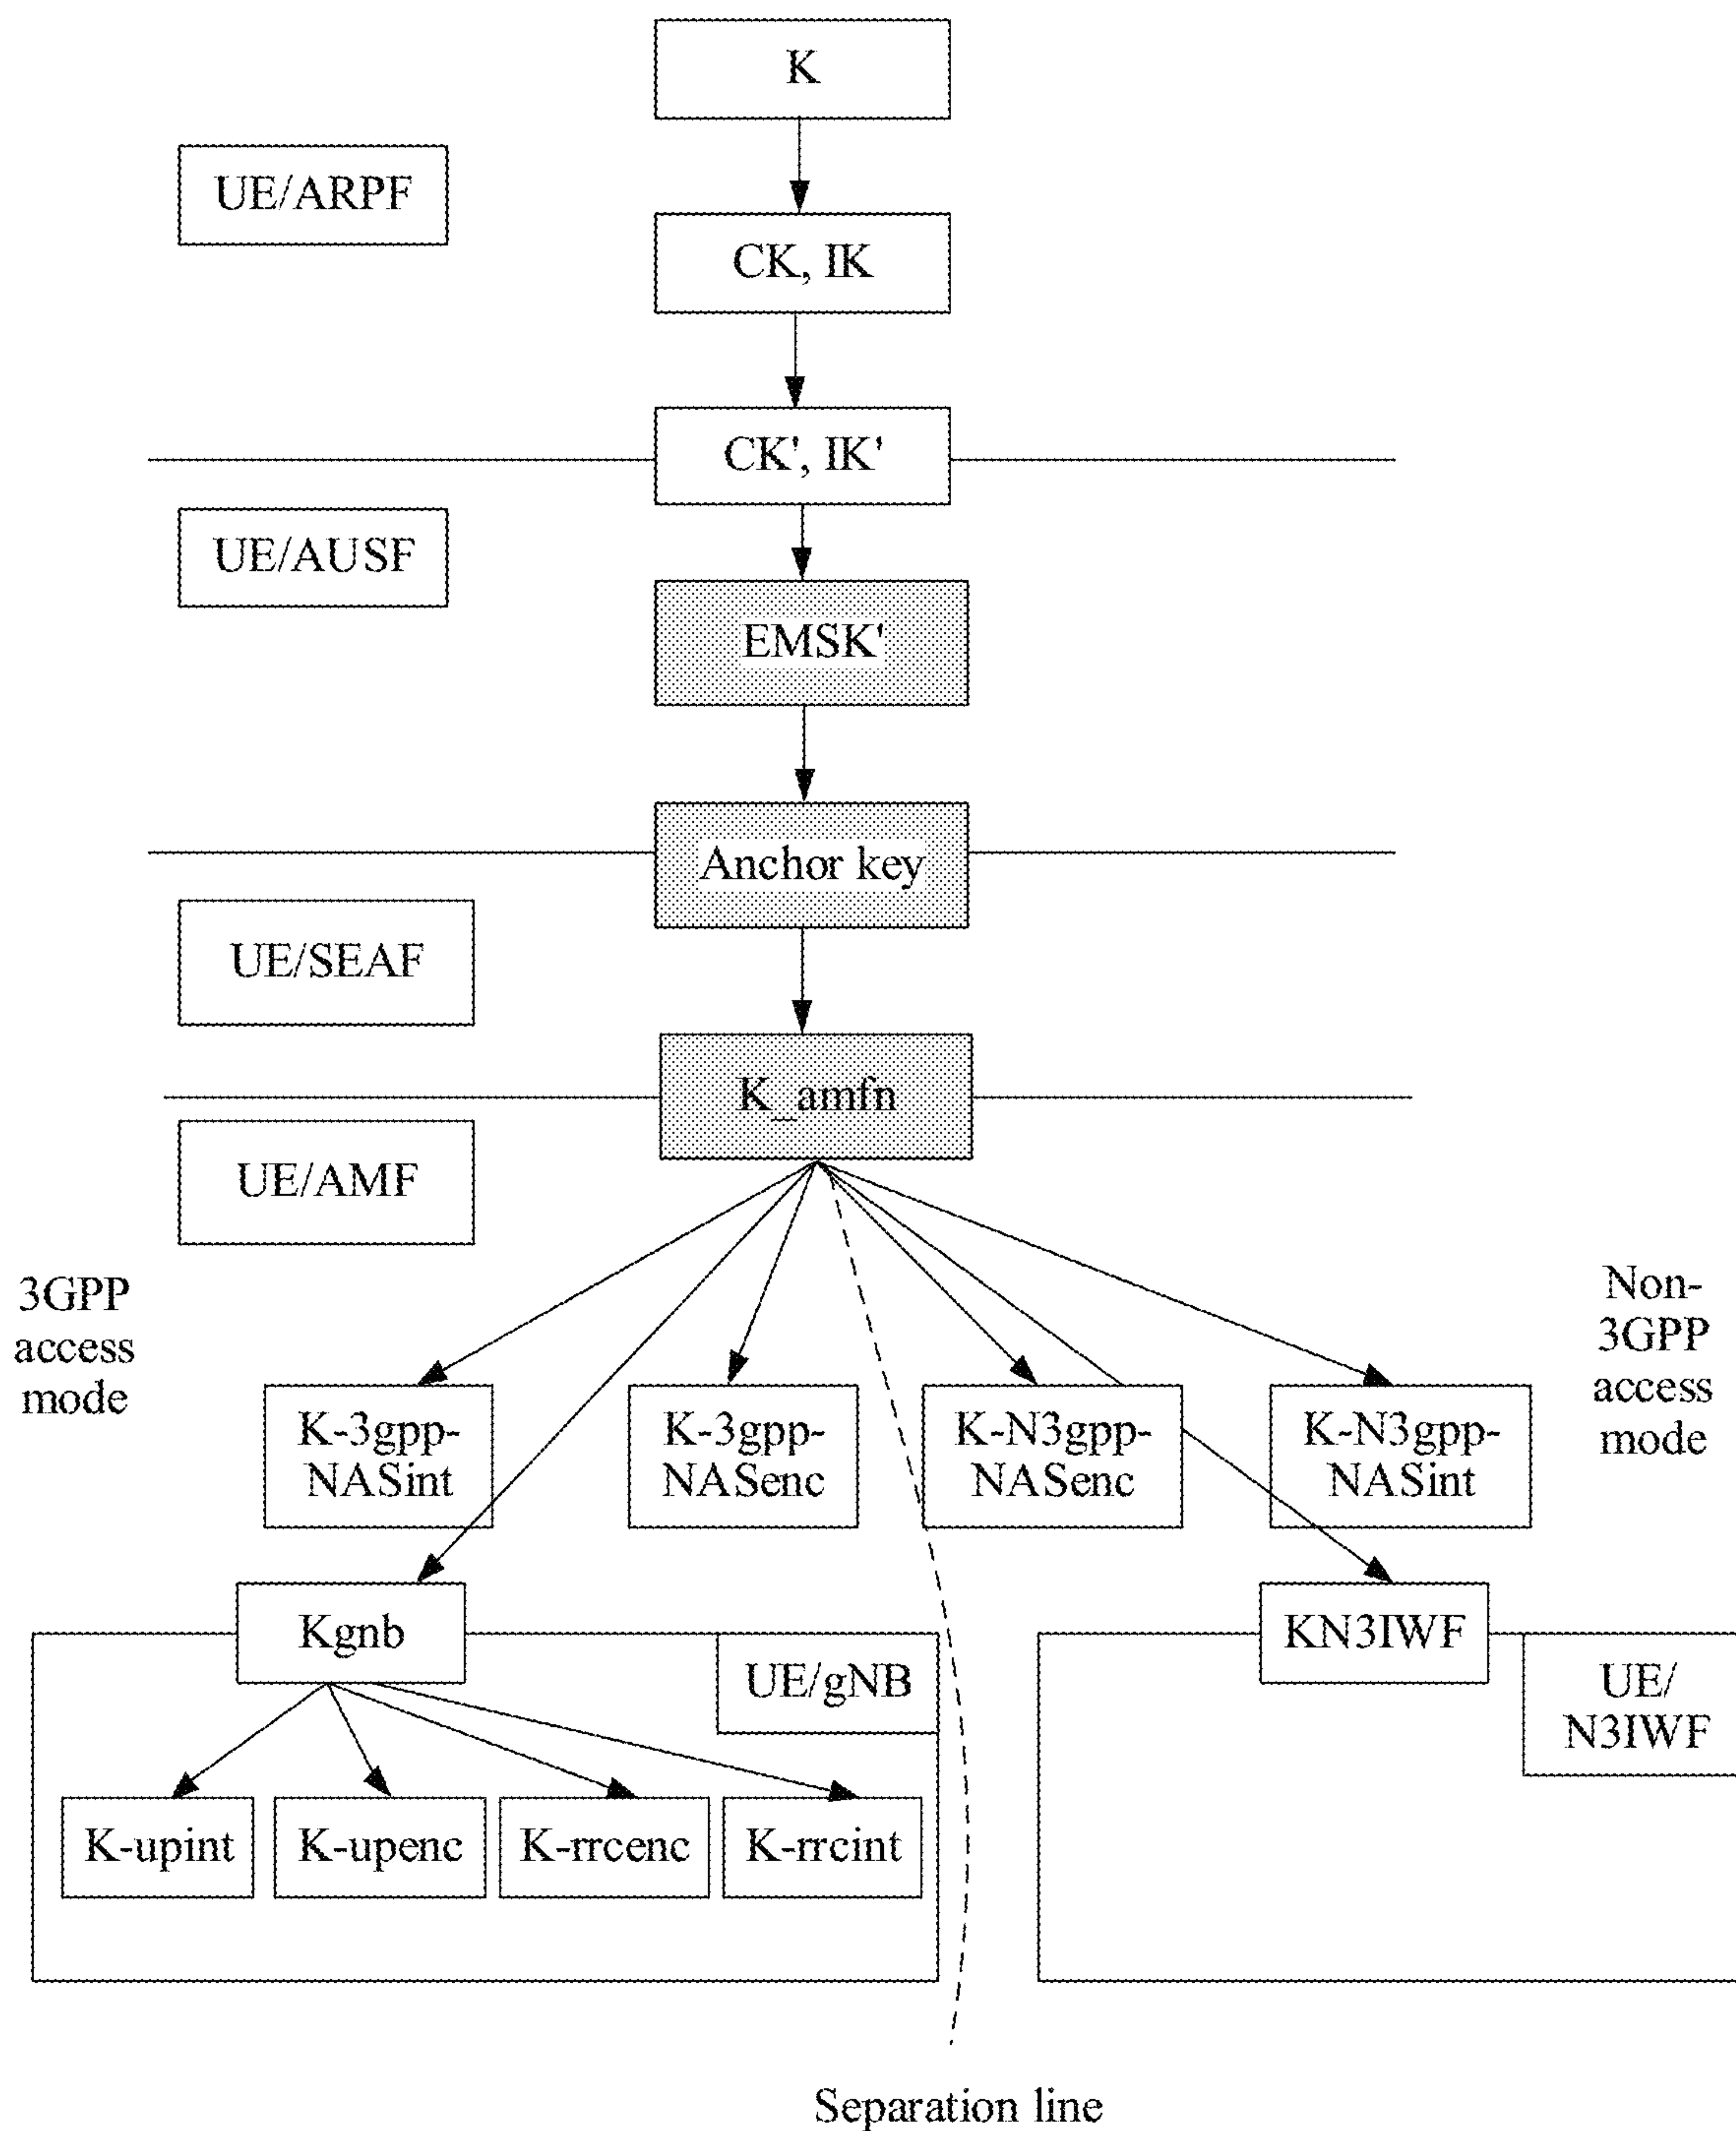 K
UE/ARPF
CK, IK
CK', IK'
UE/AUSF
EMSK'
Anchor key
UE/SEAF
K_amfn
UE/AMF
3GPP
access
mode
Non-
3GPP
access
mode
K-3gpp-
NASint
K-3gpp-
NASenc
K-N3gpp-
NASenc
K-N3gpp-
NASint
Kgnb
UE/gNB
KN3IWF
UE/
N3IWF
K-upint
K-upenc
K-rrcenc
K-rrcint
Separation line